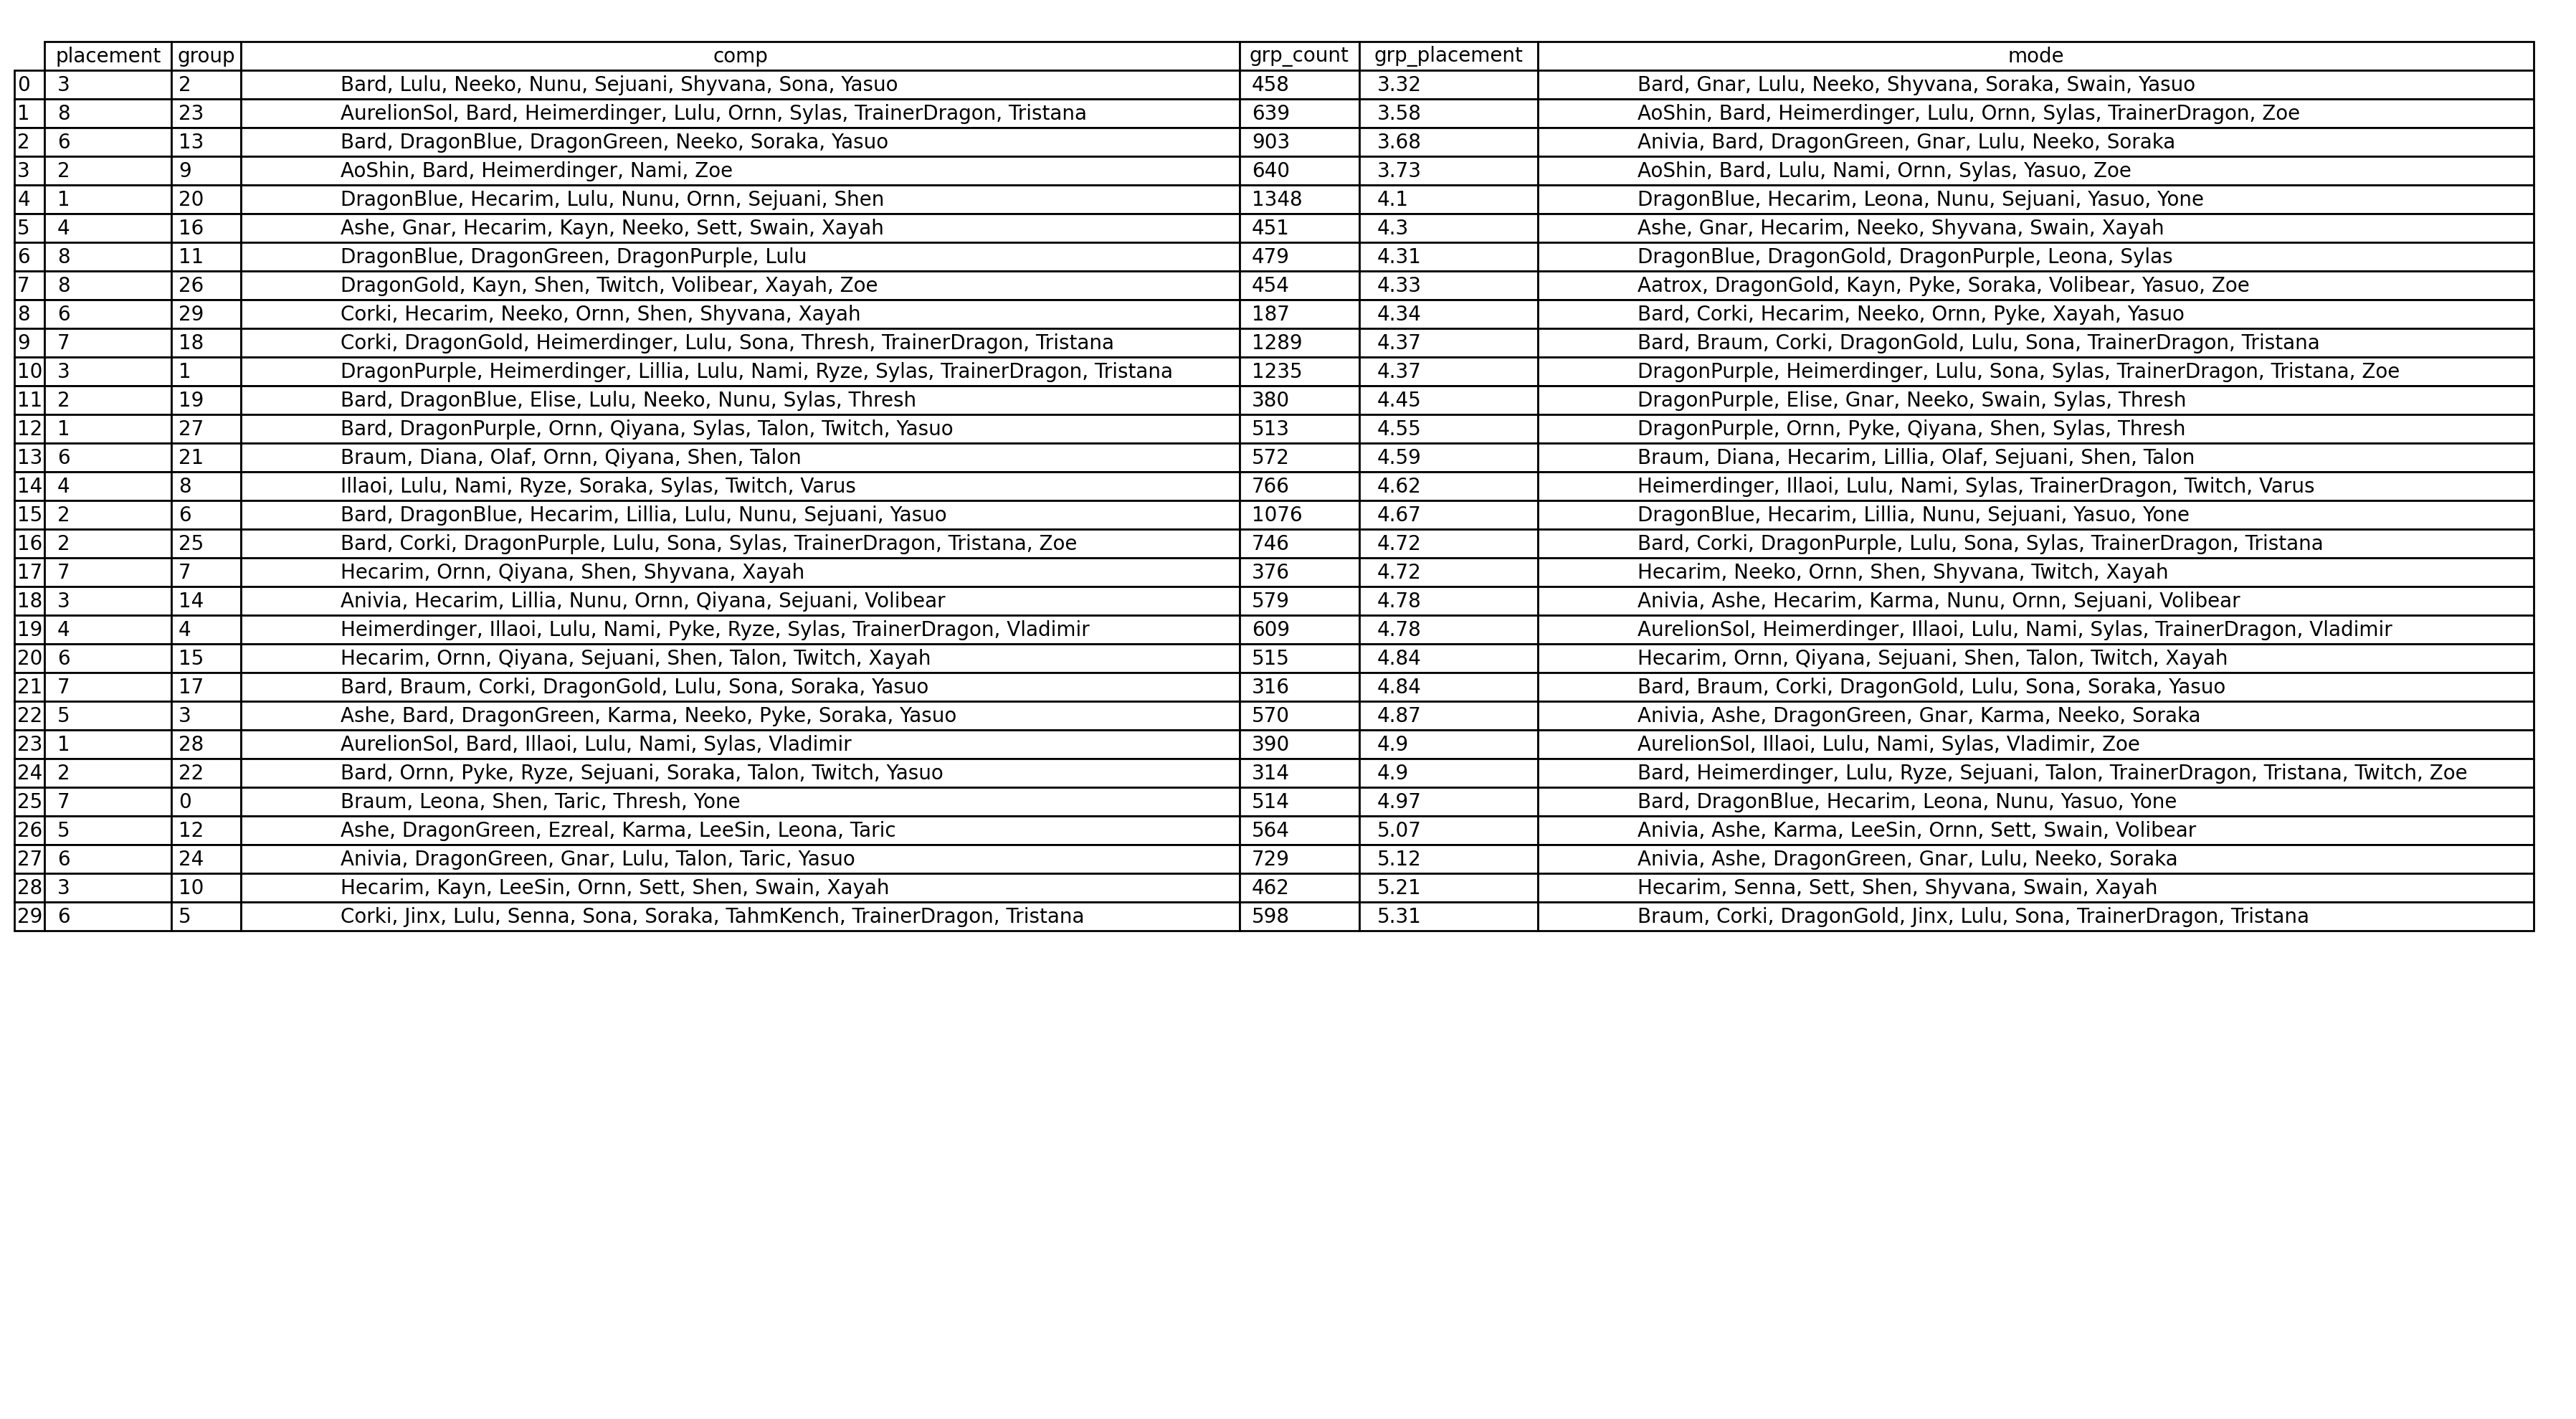 placement group comp grp_count grp_placement mode
0 3 2 Bard, Lulu, Neeko, Nunu, Sejuani, Shyvana, Sona, Yasuo 458 3.32 Bard, Gnar, Lulu, Neeko, Shyvana, Soraka, Swain, Yasuo
1 8 23 AurelionSol, Bard, Heimerdinger, Lulu, Ornn, Sylas, TrainerDragon, Tristana 639 3.58 AoShin, Bard, Heimerdinger, Lulu, Ornn, Sylas, TrainerDragon, Zoe
2 6 13 Bard, DragonBlue, DragonGreen, Neeko, Soraka, Yasuo 903 3.68 Anivia, Bard, DragonGreen, Gnar, Lulu, Neeko, Soraka
3 2 9 AoShin, Bard, Heimerdinger, Nami, Zoe 640 3.73 AoShin, Bard, Lulu, Nami, Ornn, Sylas, Yasuo, Zoe
4 1 20 DragonBlue, Hecarim, Lulu, Nunu, Ornn, Sejuani, Shen 1348 4.1 DragonBlue, Hecarim, Leona, Nunu, Sejuani, Yasuo, Yone
5 4 16 Ashe, Gnar, Hecarim, Kayn, Neeko, Sett, Swain, Xayah 451 4.3 Ashe, Gnar, Hecarim, Neeko, Shyvana, Swain, Xayah
6 8 11 DragonBlue, DragonGreen, DragonPurple, Lulu 479 4.31 DragonBlue, DragonGold, DragonPurple, Leona, Sylas
7 8 26 DragonGold, Kayn, Shen, Twitch, Volibear, Xayah, Zoe 454 4.33 Aatrox, DragonGold, Kayn, Pyke, Soraka, Volibear, Yasuo, Zoe
8 6 29 Corki, Hecarim, Neeko, Ornn, Shen, Shyvana, Xayah 187 4.34 Bard, Corki, Hecarim, Neeko, Ornn, Pyke, Xayah, Yasuo
9 7 18 Corki, DragonGold, Heimerdinger, Lulu, Sona, Thresh, TrainerDragon, Tristana 1289 4.37 Bard, Braum, Corki, DragonGold, Lulu, Sona, TrainerDragon, Tristana
10 3 1 DragonPurple, Heimerdinger, Lillia, Lulu, Nami, Ryze, Sylas, TrainerDragon, Tristana 1235 4.37 DragonPurple, Heimerdinger, Lulu, Sona, Sylas, TrainerDragon, Tristana, Zoe
11 2 19 Bard, DragonBlue, Elise, Lulu, Neeko, Nunu, Sylas, Thresh 380 4.45 DragonPurple, Elise, Gnar, Neeko, Swain, Sylas, Thresh
12 1 27 Bard, DragonPurple, Ornn, Qiyana, Sylas, Talon, Twitch, Yasuo 513 4.55 DragonPurple, Ornn, Pyke, Qiyana, Shen, Sylas, Thresh
13 6 21 Braum, Diana, Olaf, Ornn, Qiyana, Shen, Talon 572 4.59 Braum, Diana, Hecarim, Lillia, Olaf, Sejuani, Shen, Talon
14 4 8 Illaoi, Lulu, Nami, Ryze, Soraka, Sylas, Twitch, Varus 766 4.62 Heimerdinger, Illaoi, Lulu, Nami, Sylas, TrainerDragon, Twitch, Varus
15 2 6 Bard, DragonBlue, Hecarim, Lillia, Lulu, Nunu, Sejuani, Yasuo 1076 4.67 DragonBlue, Hecarim, Lillia, Nunu, Sejuani, Yasuo, Yone
16 2 25 Bard, Corki, DragonPurple, Lulu, Sona, Sylas, TrainerDragon, Tristana, Zoe 746 4.72 Bard, Corki, DragonPurple, Lulu, Sona, Sylas, TrainerDragon, Tristana
17 7 7 Hecarim, Ornn, Qiyana, Shen, Shyvana, Xayah 376 4.72 Hecarim, Neeko, Ornn, Shen, Shyvana, Twitch, Xayah
18 3 14 Anivia, Hecarim, Lillia, Nunu, Ornn, Qiyana, Sejuani, Volibear 579 4.78 Anivia, Ashe, Hecarim, Karma, Nunu, Ornn, Sejuani, Volibear
19 4 4 Heimerdinger, Illaoi, Lulu, Nami, Pyke, Ryze, Sylas, TrainerDragon, Vladimir 609 4.78 AurelionSol, Heimerdinger, Illaoi, Lulu, Nami, Sylas, TrainerDragon, Vladimir
20 6 15 Hecarim, Ornn, Qiyana, Sejuani, Shen, Talon, Twitch, Xayah 515 4.84 Hecarim, Ornn, Qiyana, Sejuani, Shen, Talon, Twitch, Xayah
21 7 17 Bard, Braum, Corki, DragonGold, Lulu, Sona, Soraka, Yasuo 316 4.84 Bard, Braum, Corki, DragonGold, Lulu, Sona, Soraka, Yasuo
22 5 3 Ashe, Bard, DragonGreen, Karma, Neeko, Pyke, Soraka, Yasuo 570 4.87 Anivia, Ashe, DragonGreen, Gnar, Karma, Neeko, Soraka
23 1 28 AurelionSol, Bard, Illaoi, Lulu, Nami, Sylas, Vladimir 390 4.9 AurelionSol, Illaoi, Lulu, Nami, Sylas, Vladimir, Zoe
24 2 22 Bard, Ornn, Pyke, Ryze, Sejuani, Soraka, Talon, Twitch, Yasuo 314 4.9 Bard, Heimerdinger, Lulu, Ryze, Sejuani, Talon, TrainerDragon, Tristana, Twitch, Zoe
25 7 0 Braum, Leona, Shen, Taric, Thresh, Yone 514 4.97 Bard, DragonBlue, Hecarim, Leona, Nunu, Yasuo, Yone
26 5 12 Ashe, DragonGreen, Ezreal, Karma, LeeSin, Leona, Taric 564 5.07 Anivia, Ashe, Karma, LeeSin, Ornn, Sett, Swain, Volibear
27 6 24 Anivia, DragonGreen, Gnar, Lulu, Talon, Taric, Yasuo 729 5.12 Anivia, Ashe, DragonGreen, Gnar, Lulu, Neeko, Soraka
28 3 10 Hecarim, Kayn, LeeSin, Ornn, Sett, Shen, Swain, Xayah 462 5.21 Hecarim, Senna, Sett, Shen, Shyvana, Swain, Xayah
29 6 5 Corki, Jinx, Lulu, Senna, Sona, Soraka, TahmKench, TrainerDragon, Tristana 598 5.31 Braum, Corki, DragonGold, Jinx, Lulu, Sona, TrainerDragon, Tristana